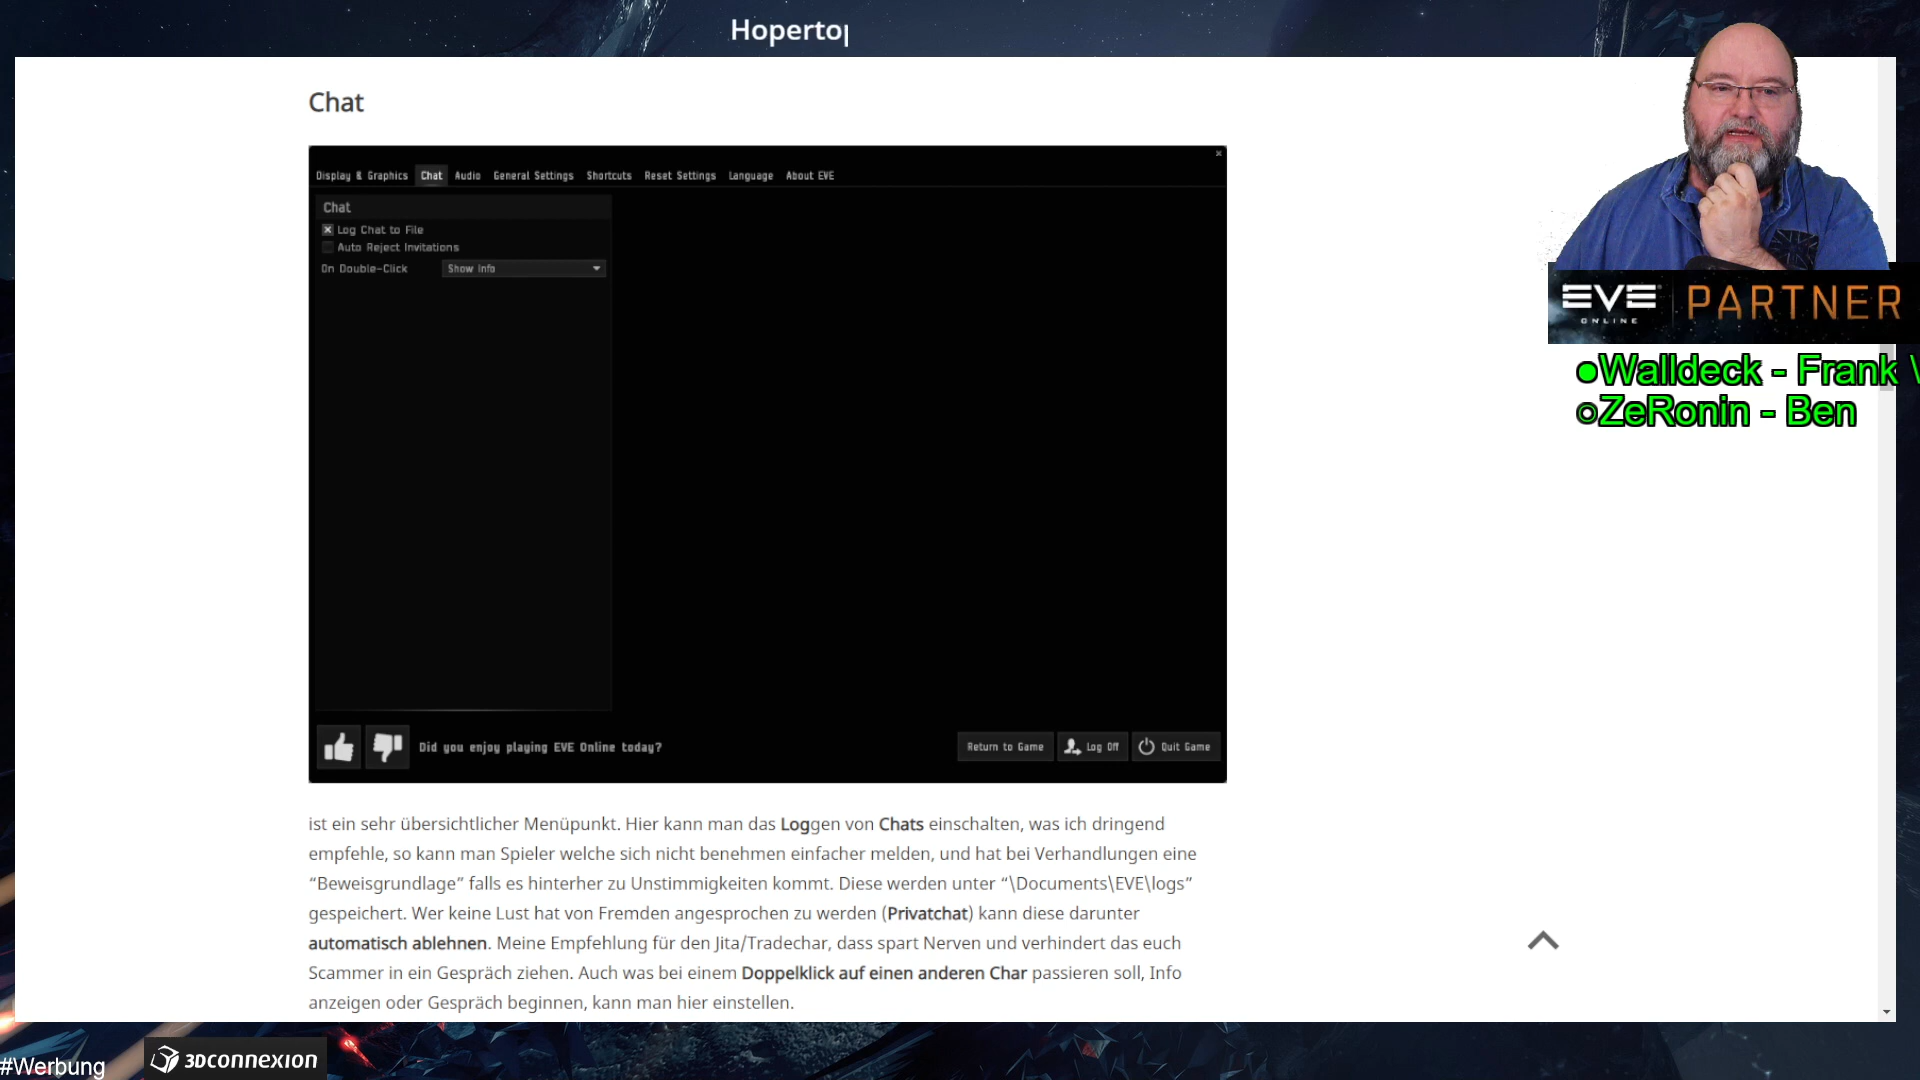 Hopertop
Chat
Display & Graphics Chat Audio General Settings Shortcuts Reset Settings Language About EVE
Chat
Log Chat to File
Auto Reject Invitations
On Double-Click Show Info
Did you enjoy playing EVE Online today?
Return to Game Log Off Quit Game
ist ein sehr übersichtlicher Menüpunkt. Hier kann man das Loggen von Chats einschalten, was ich dringend
empfehle, so kann man Spieler welche sich nicht benehmen einfacher melden, und hat bei Verhandlungen eine
“Beweisgrundlage” falls es hinterher zu Unstimmigkeiten kommt. Diese werden unter “\Documents\EVE\logs”
gespeichert. Wer keine Lust hat von Fremden angesprochen zu werden (Privatchat) kann diese darunter
automatisch ablehnen. Meine Empfehlung für den Jita/Tradechar, dass spart Nerven und verhindert das euch
Scammer in ein Gespräch ziehen. Auch was bei einem Doppelklick auf einen anderen Char passieren soll, Info
anzeigen oder Gespräch beginnen, kann man hier einstellen.
EVE ONLINE PARTNER
Walldeck - Frank
ZeRonin - Ben
#Werbung
3DCONNEXION